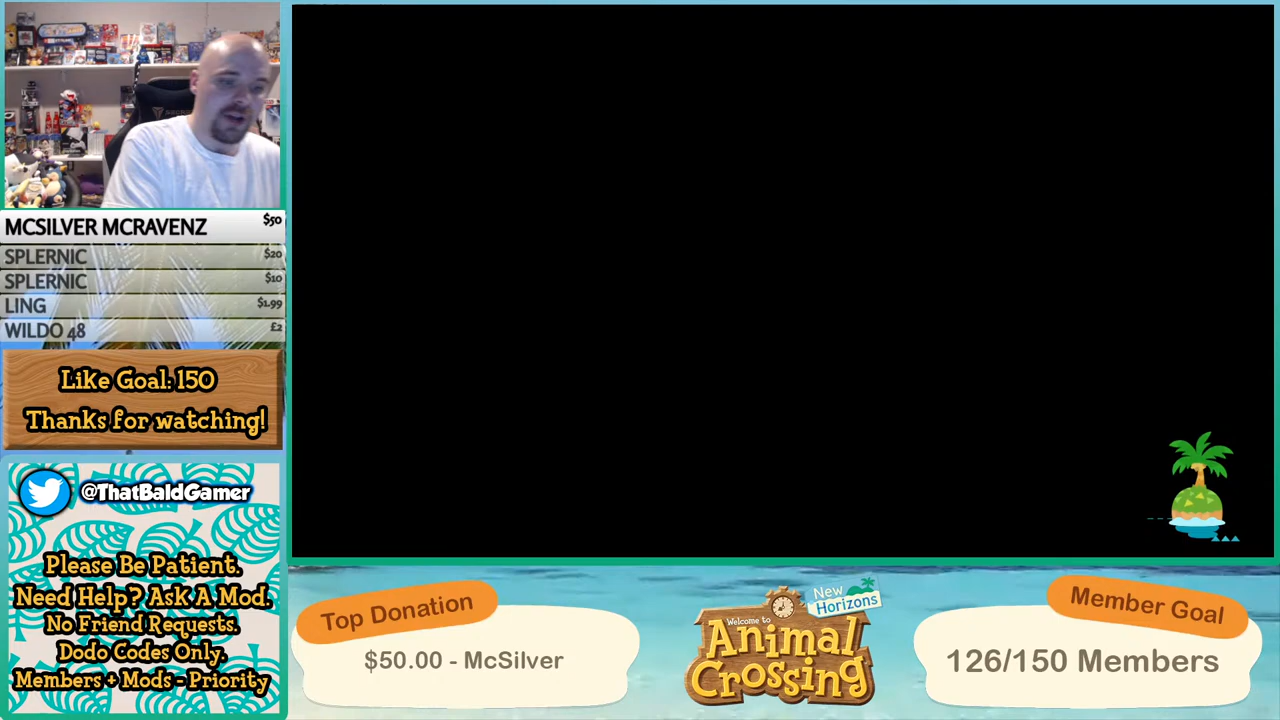 MCSILVER MCRAVENZ $50
SPLERNIC $20
SPLERNIC $10
LING $1.99
WILDO 48 £2
Like Goal: 150
Thanks for watching!
@ThatBaldGamer
Please Be Patient.
Need Help? Ask A Mod.
No Friend Requests.
Dodo Codes Only.
Members + Mods - Priority
Top Donation
$50.00 - McSilver
Welcome to
Animal
Crossing
New
Horizons
Member Goal
126/150 Members